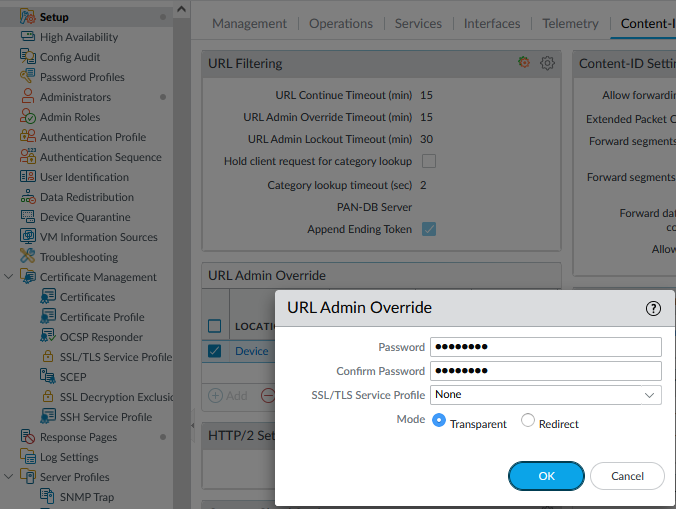 Setup
High Availability
Config Audit
Password Profiles
Administrators
Admin Roles
Authentication Profile
Authentication Sequence
User Identification
Data Redistribution
Device Quarantine
VM Information Sources
Troubleshooting
Certificate Management
Certificates
Certificate Profile
OCSP Responder
SSL/TLS Service Profile
SCEP
SSL Decryption Exclusio
SSH Service Profile
Response Pages
Log Settings
Server Profiles
SNMP Trap
Management | Operations | Services | Interfaces | Telemetry | Content-I
URL Filtering
URL Continue Timeout (min) 15
URL Admin Override Timeout (min) 15
URL Admin Lockout Timeout (min) 30
Hold client request for category lookup
Category lookup timeout (sec) 2
PAN-DB Server
Append Ending Token
Content-ID Settin
Allow forwardin
Extended Packet C
Forward segments
Forward segments
Forward dat
co
Allow
URL Admin Override
LOCATI
Device
Add
HTTP/2 Set
URL Admin Override
?
Password ●●●●●●●●
Confirm Password ●●●●●●●●
SSL/TLS Service Profile None
Mode Transparent Redirect
OK Cancel